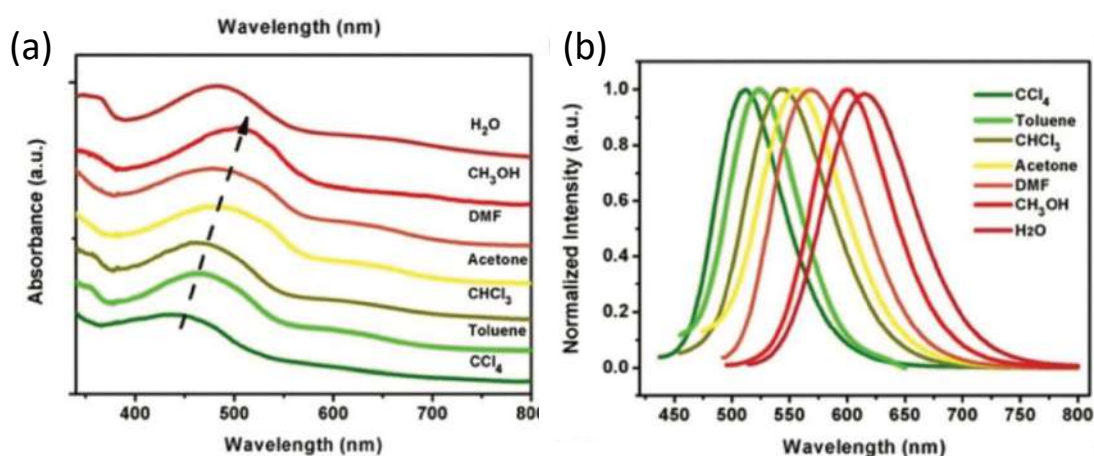 Wavelength (nm)
(a)
Absorbance (a.u.)
H₂O
CH₃OH
DMF
Acetone
CHCl₃
Toluene
CCl₄
400 500 600 700 800
Wavelength (nm)
(b)
Normalized Intensity (a.u.)
1.0
0.8
0.6
0.4
0.2
0.0
CCl₄
Toluene
CHCl₃
Acetone
DMF
CH₃OH
H2O
450 500 550 600 650 700 750 800
Wavelength (nm)